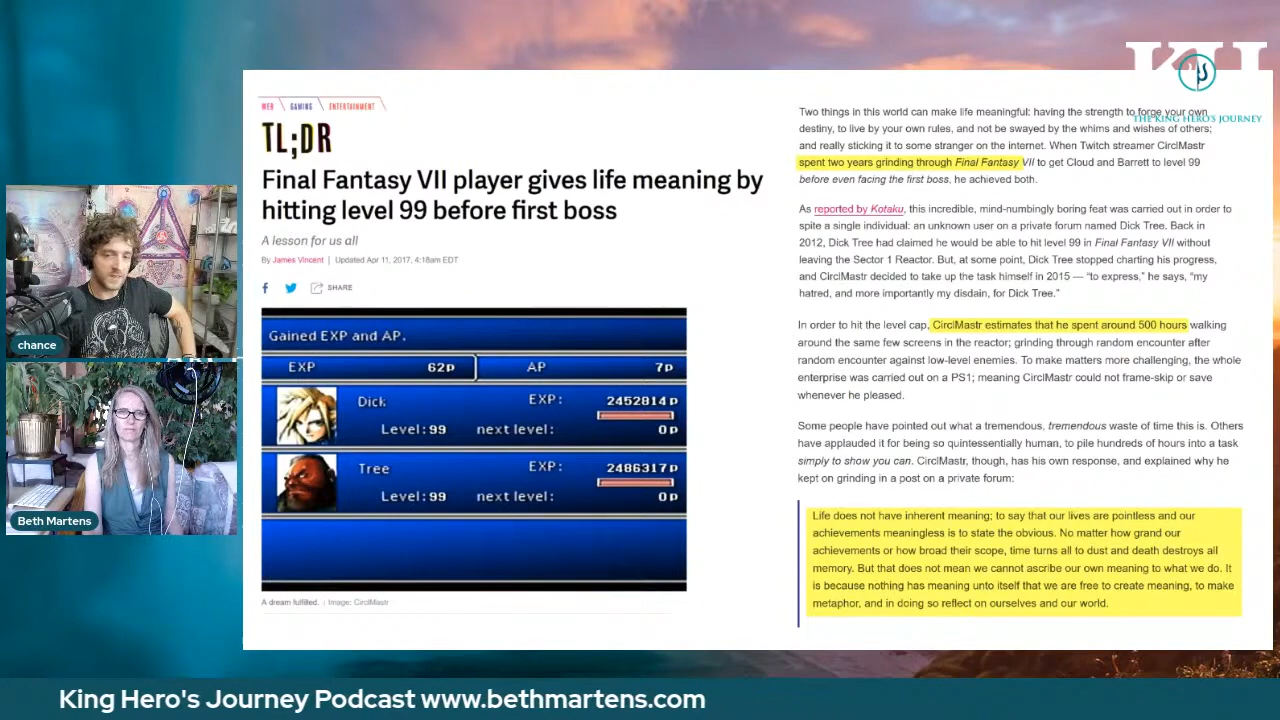 WEB GAMING ENTERTAINMENT
TL;DR
Final Fantasy VII player gives life meaning by
hitting level 99 before first boss
A lesson for us all
By James Vincent | Updated Apr 11, 2017, 4:18am EDT
SHARE
Gained EXP and AP.
EXP 62p AP 7p
Dick EXP: 2452814p
Level:99 next level: 0p
Tree EXP: 2486317p
Level:99 next level: 0p
A dream fulfilled. | Image: CirclMastr
Two things in this world can make life meaningful: having the strength to forge your own
destiny, to live by your own rules, and not be swayed by the whims and wishes of others;
and really sticking it to some stranger on the internet. When Twitch streamer CirclMastr
spent two years grinding through Final Fantasy VII to get Cloud and Barrett to level 99
before even facing the first boss, he achieved both.
As reported by Kotaku, this incredible, mind-numbingly boring feat was carried out in order to
spite a single individual: an unknown user on a private forum named Dick Tree. Back in
2012, Dick Tree had claimed he would be able to hit level 99 in Final Fantasy VII without
leaving the Sector 1 Reactor. But, at some point, Dick Tree stopped charting his progress,
and CirclMastr decided to take up the task himself in 2015 — “to express,” he says, “my
hatred, and more importantly my disdain, for Dick Tree.”
In order to hit the level cap, CirclMastr estimates that he spent around 500 hours walking
around the same few screens in the reactor; grinding through random encounter after
random encounter against low-level enemies. To make matters more challenging, the whole
enterprise was carried out on a PS1; meaning CirclMastr could not frame-skip or save
whenever he pleased.
Some people have pointed out what a tremendous, tremendous waste of time this is. Others
have applauded it for being so quintessentially human, to pile hundreds of hours into a task
simply to show you can. CirclMastr, though, has his own response, and explained why he
kept on grinding in a post on a private forum:
Life does not have inherent meaning; to say that our lives are pointless and our
achievements meaningless is to state the obvious. No matter how grand our
achievements or how broad their scope, time turns all to dust and death destroys all
memory. But that does not mean we cannot ascribe our own meaning to what we do. It
is because nothing has meaning unto itself that we are free to create meaning, to make
metaphor, and in doing so reflect on ourselves and our world.
THE KING HERO'S JOURNEY
chance
Beth Martens
King Hero's Journey Podcast www.bethmartens.com